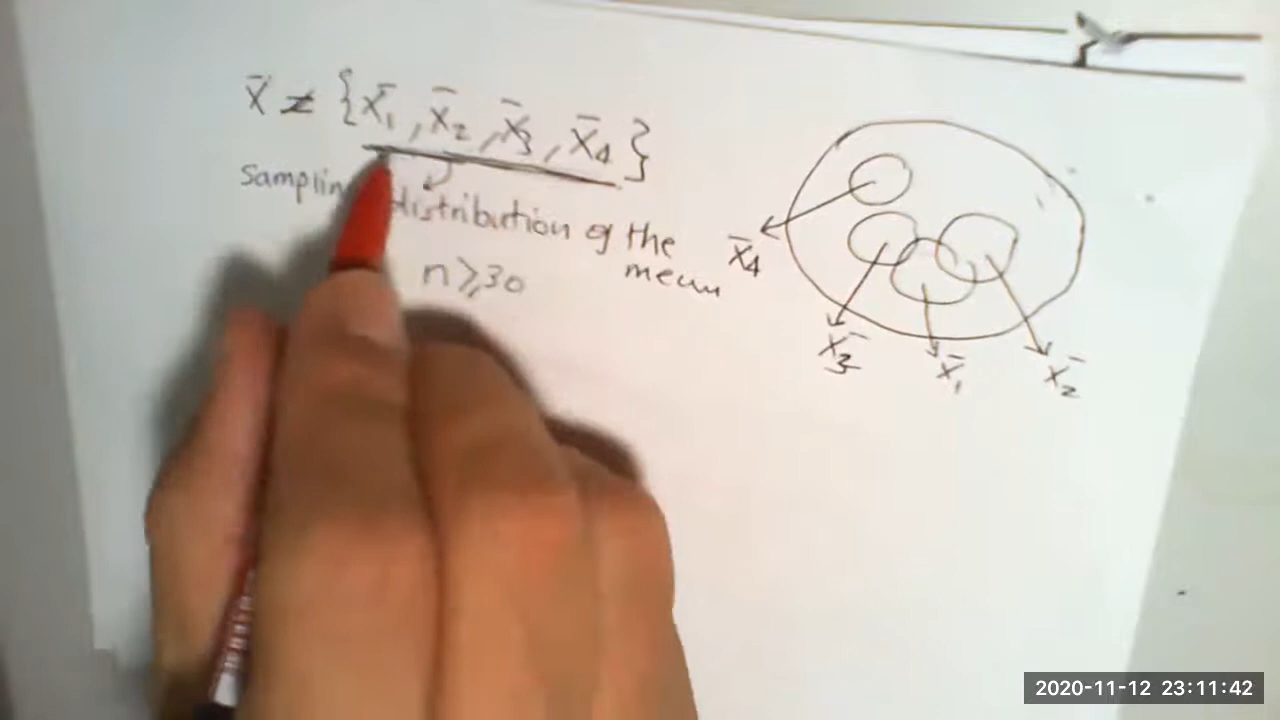 x̄ = {x̄₁, x̄₂, x̄₃, x̄₄}
Sampling distribution of the
mean
n ≥ 30
x̄₄
x̄₃
x̄₁
x̄₂
2020-11-12 23:11:42